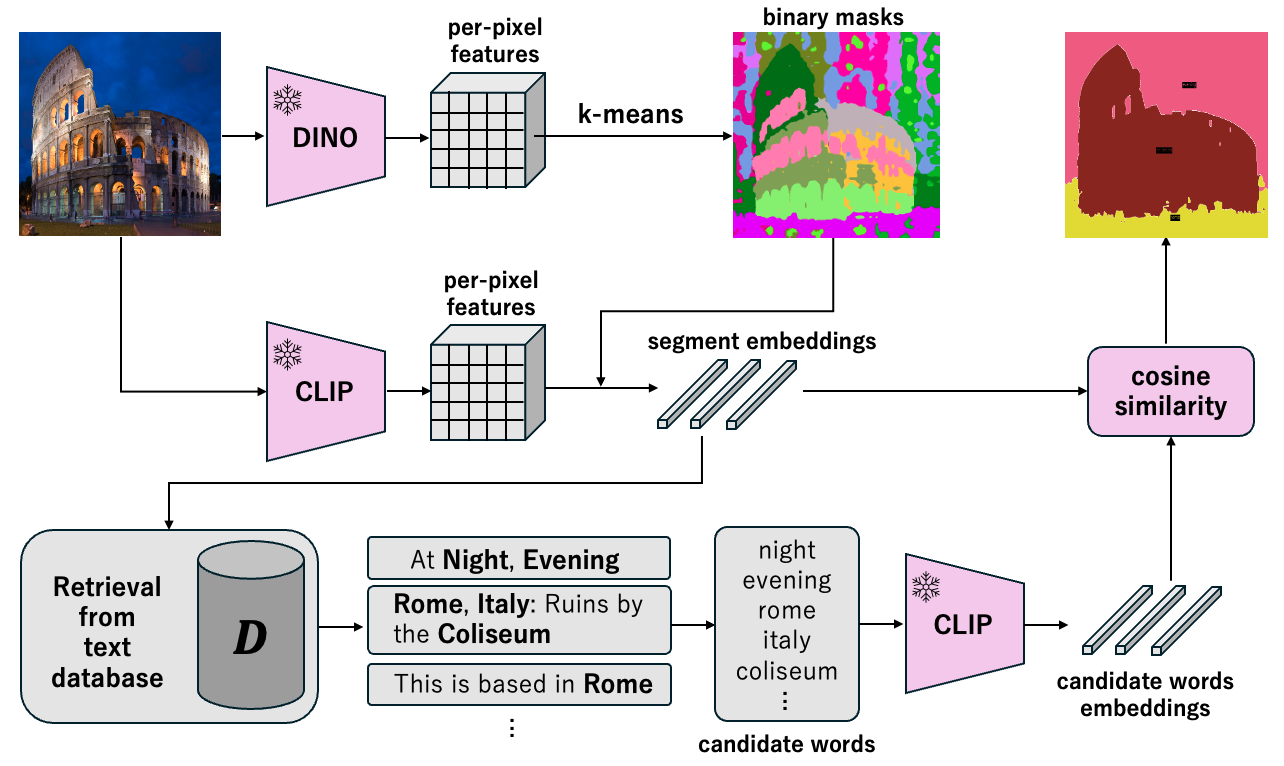 binary masks
per-pixel
features
DINO
k-means
per-pixel
features
CLIP
segment embeddings
cosine
similarity
Retrieval
from
text
database
D
At Night, Evening
Rome, Italy: Ruins by
the Coliseum
This is based in Rome
⋮
night
evening
rome
italy
coliseum
⋮
candidate words
CLIP
candidate words
embeddings